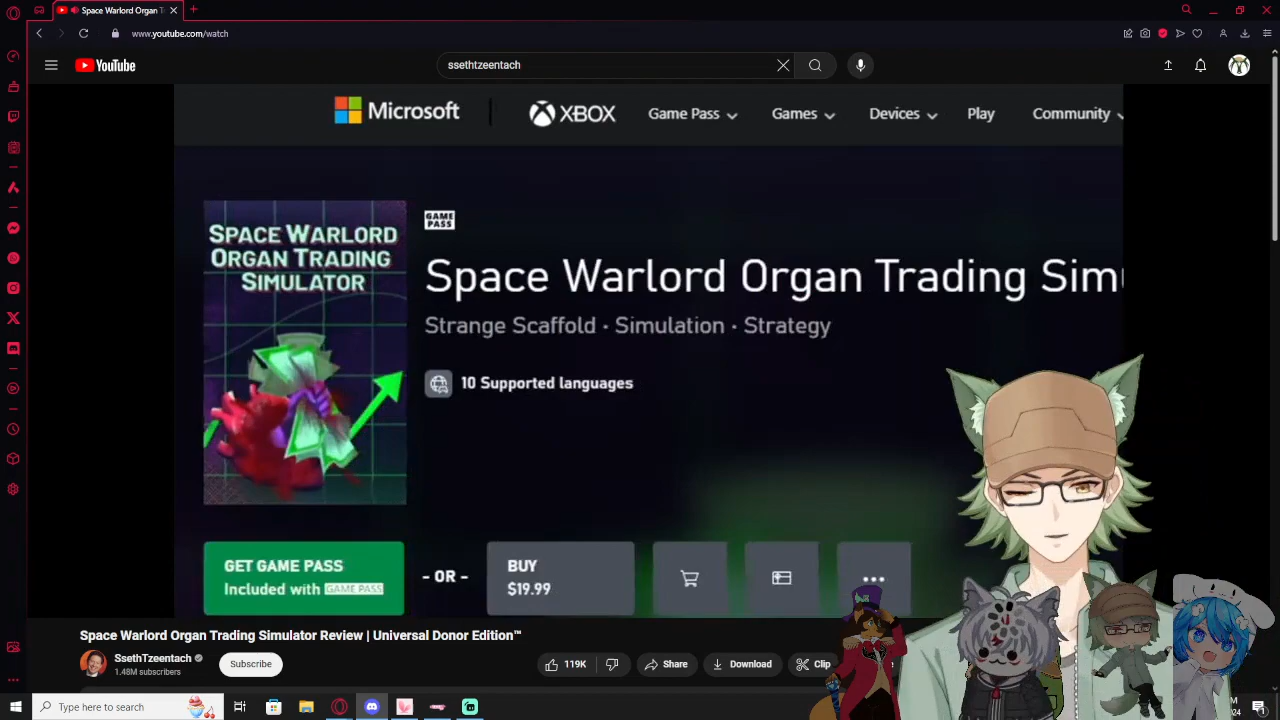 Space Warlord Organ T
www.youtube.com/watch
YouTube
ssethtzeentach
Microsoft
XBOX
Game Pass
Games
Devices
Play
Community
SPACE WARLORD
ORGAN TRADING
SIMULATOR
GAME
PASS
Space Warlord Organ Trading Sim
Strange Scaffold · Simulation · Strategy
10 Supported languages
GET GAME PASS
Included with GAME PASS
- OR -
BUY
$19.99
Space Warlord Organ Trading Simulator Review | Universal Donor Edition™
SsethTzeentach
1.48M subscribers
Subscribe
119K
Share
Download
Clip
Type here to search